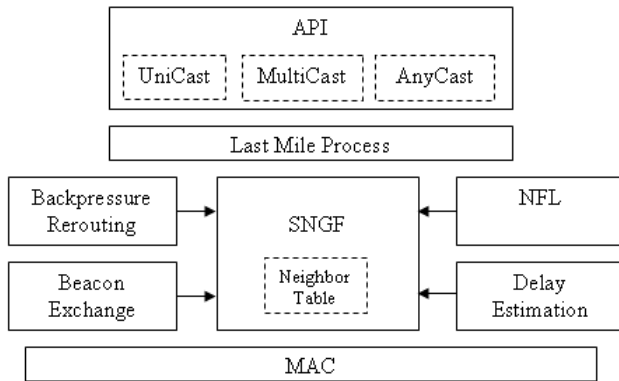 API
UniCast
MultiCast
AnyCast
Last Mile Process
Backpressure
Rerouting
SNGF
NFL
Beacon
Exchange
Neighbor
Table
Delay
Estimation
MAC